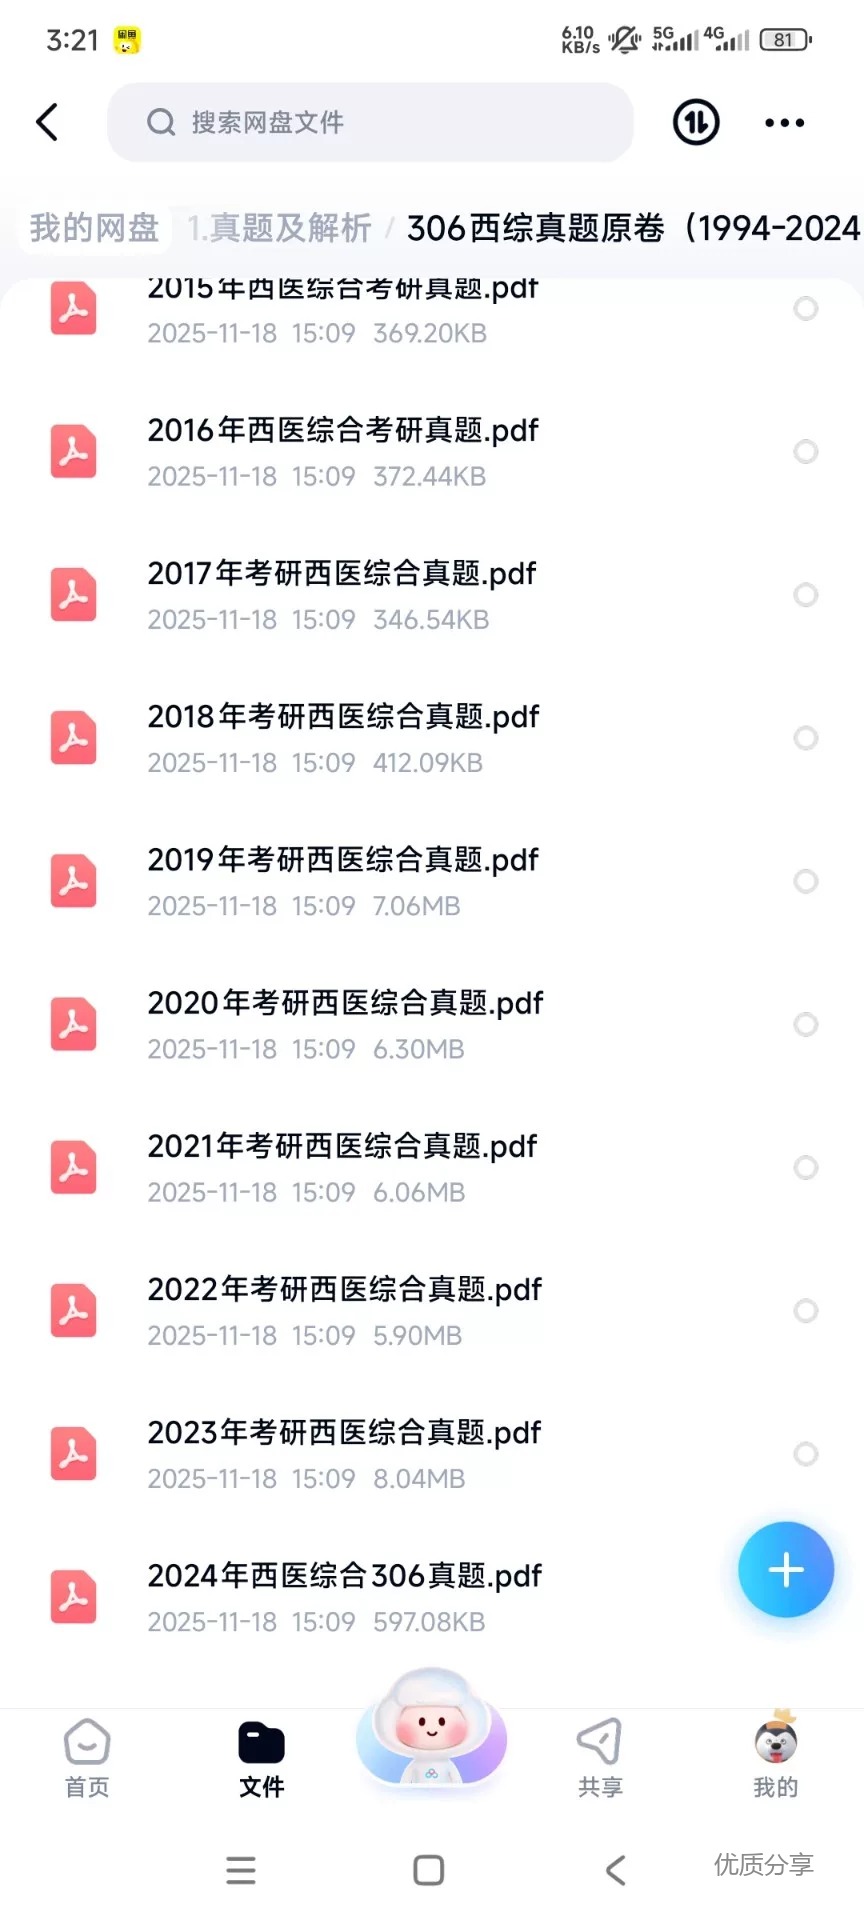 3:21
闲鱼
6.10 KB/s 5G 4G 81
搜索网盘文件
我的网盘 1.真题及解析 / 306西综真题原卷（1994-2024
2015年西医综合考研真题.pdf
2025-11-18 15:09 369.20KB
2016年西医综合考研真题.pdf
2025-11-18 15:09 372.44KB
2017年考研西医综合真题.pdf
2025-11-18 15:09 346.54KB
2018年考研西医综合真题.pdf
2025-11-18 15:09 412.09KB
2019年考研西医综合真题.pdf
2025-11-18 15:09 7.06MB
2020年考研西医综合真题.pdf
2025-11-18 15:09 6.30MB
2021年考研西医综合真题.pdf
2025-11-18 15:09 6.06MB
2022年考研西医综合真题.pdf
2025-11-18 15:09 5.90MB
2023年考研西医综合真题.pdf
2025-11-18 15:09 8.04MB
2024年西医综合306真题.pdf
2025-11-18 15:09 597.08KB
首页 文件 共享 我的
优质分享